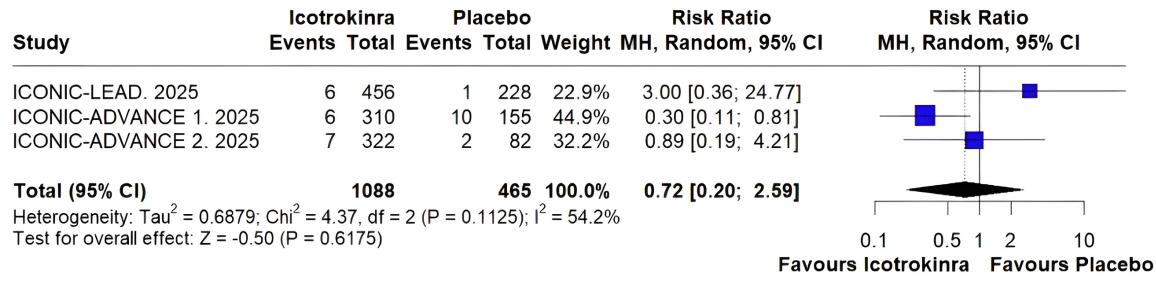 Icotrokinra Placebo Risk Ratio Risk Ratio
Study Events Total Events Total Weight MH, Random, 95% CI MH, Random, 95% CI
ICONIC-LEAD. 2025 6 456 1 228 22.9% 3.00 [0.36; 24.77]
ICONIC-ADVANCE 1. 2025 6 310 10 155 44.9% 0.30 [0.11; 0.81]
ICONIC-ADVANCE 2. 2025 7 322 2 82 32.2% 0.89 [0.19; 4.21]
Total (95% CI) 1088 465 100.0% 0.72 [0.20; 2.59]
Heterogeneity: Tau² = 0.6879; Chi² = 4.37, df = 2 (P = 0.1125); I² = 54.2%
Test for overall effect: Z = -0.50 (P = 0.6175)
0.1 0.5 1 2 10
Favours Icotrokinra Favours Placebo